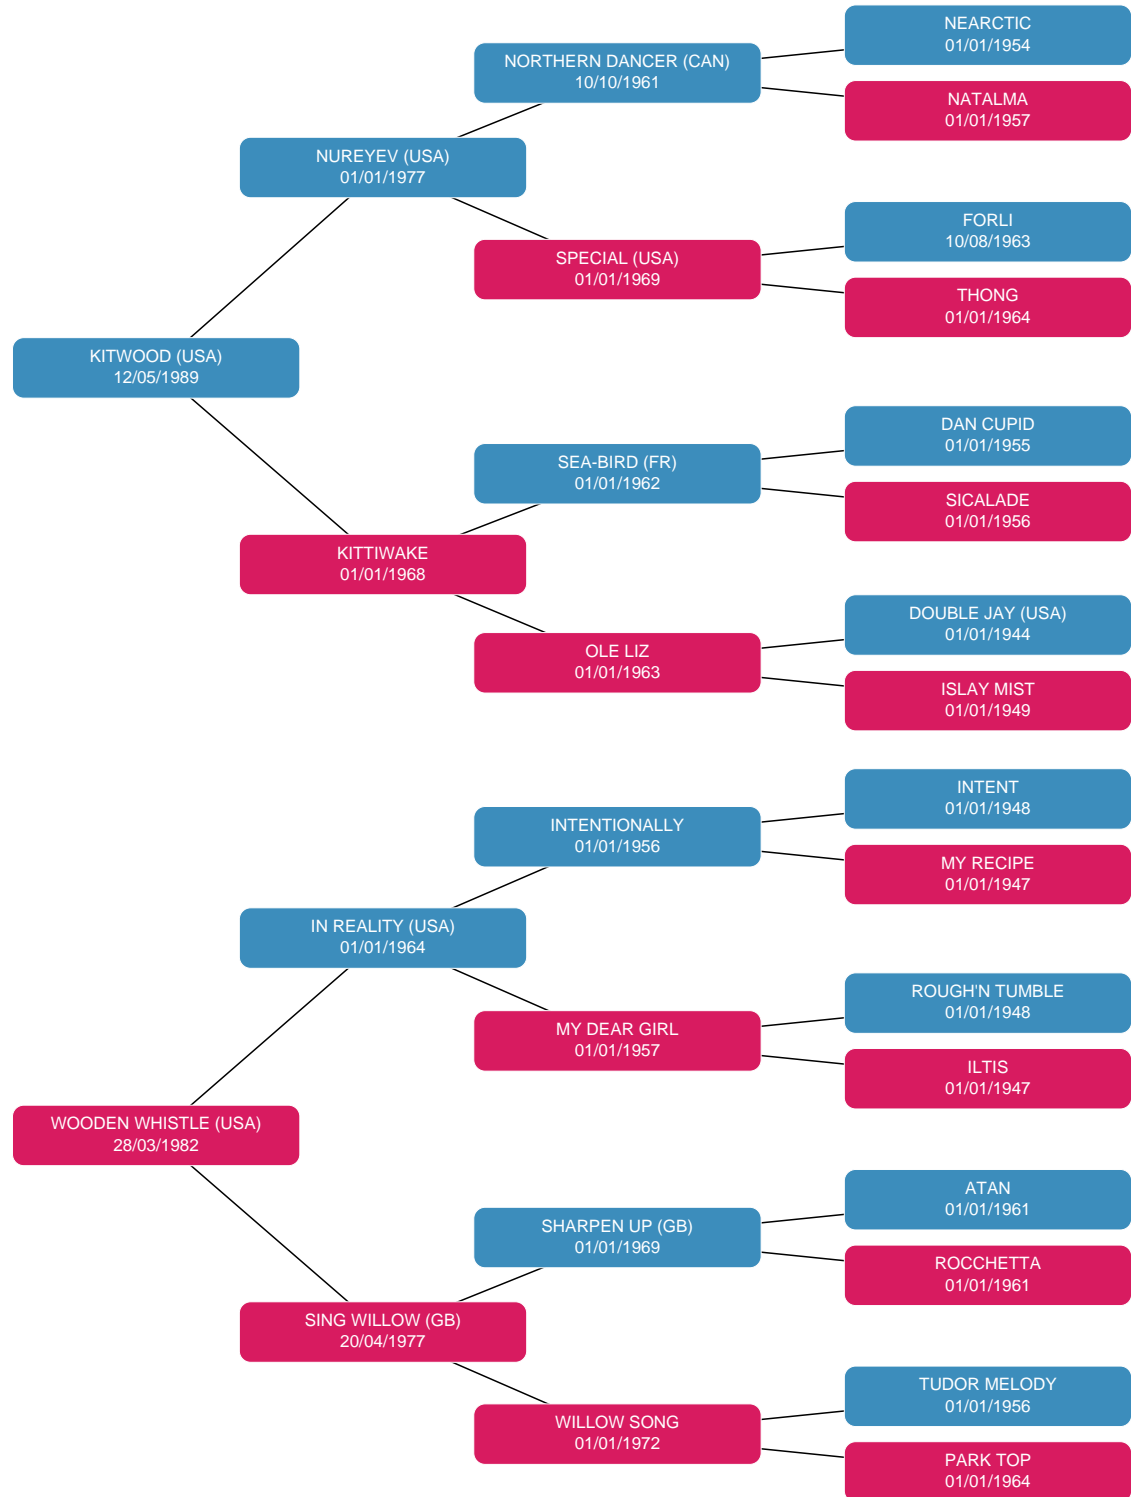 NEARCTIC
01/01/1954
NORTHERN DANCER (CAN)
10/10/1961
NATALMA
01/01/1957
NUREYEV (USA)
01/01/1977
FORLI
10/08/1963
SPECIAL (USA)
01/01/1969
THONG
01/01/1964
KITWOOD (USA)
12/05/1989
DAN CUPID
01/01/1955
SEA-BIRD (FR)
01/01/1962
SICALADE
01/01/1956
KITTIWAKE
01/01/1968
DOUBLE JAY (USA)
01/01/1944
OLE LIZ
01/01/1963
ISLAY MIST
01/01/1949
INTENT
01/01/1948
INTENTIONALLY
01/01/1956
MY RECIPE
01/01/1947
IN REALITY (USA)
01/01/1964
ROUGH'N TUMBLE
01/01/1948
MY DEAR GIRL
01/01/1957
ILTIS
01/01/1947
WOODEN WHISTLE (USA)
28/03/1982
ATAN
01/01/1961
SHARPEN UP (GB)
01/01/1969
ROCCHETTA
01/01/1961
SING WILLOW (GB)
20/04/1977
TUDOR MELODY
01/01/1956
WILLOW SONG
01/01/1972
PARK TOP
01/01/1964